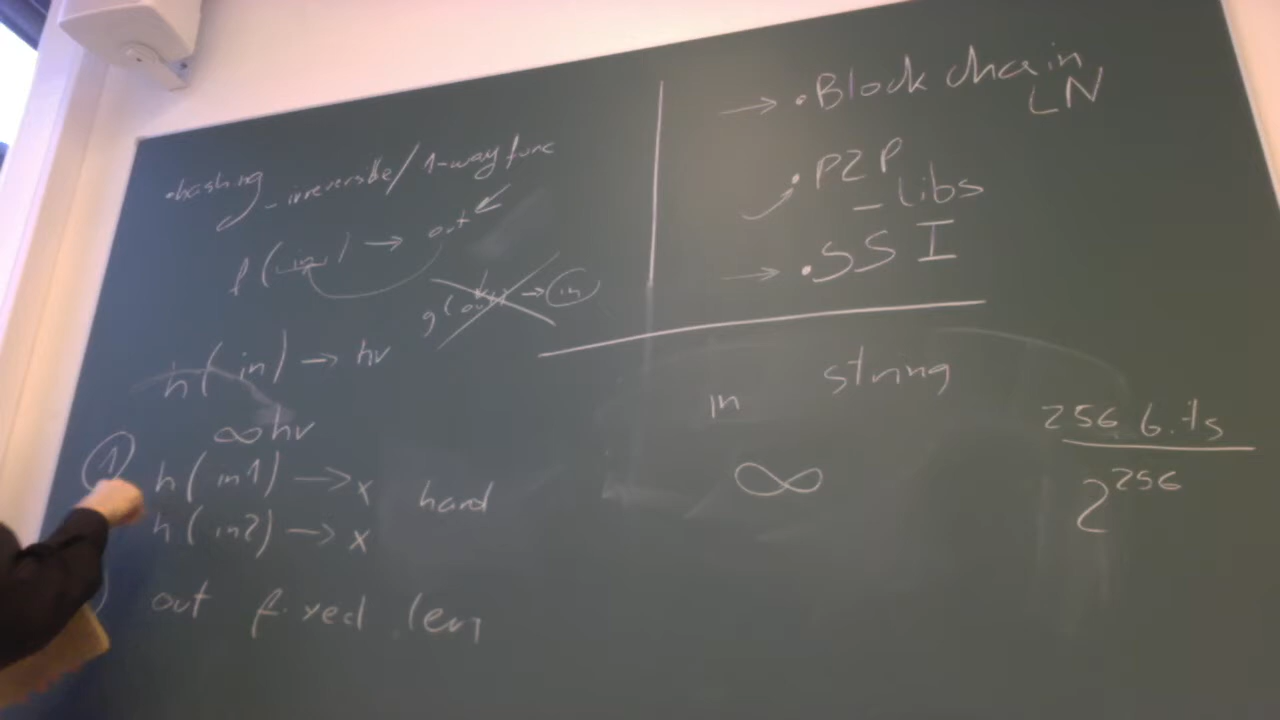 • hashing
- irreversible / 1-way func
f(in) → out
g(out) → in
h(in) → hv
∞ hv
1
h(in1) → x
hard
h(in2) → x
out fixed len
→ • Blockchain
LN
• P2P
- libs
→ • SSI
in string 256 bits
∞ 2^256